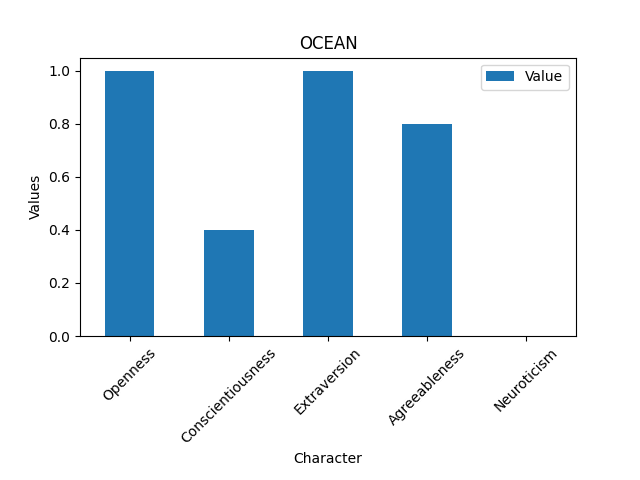 OCEAN
Value
1.0
0.8
0.6
0.4
0.2
0.0
Values
Openness
Conscientiousness
Extraversion
Agreeableness
Neuroticism
Character